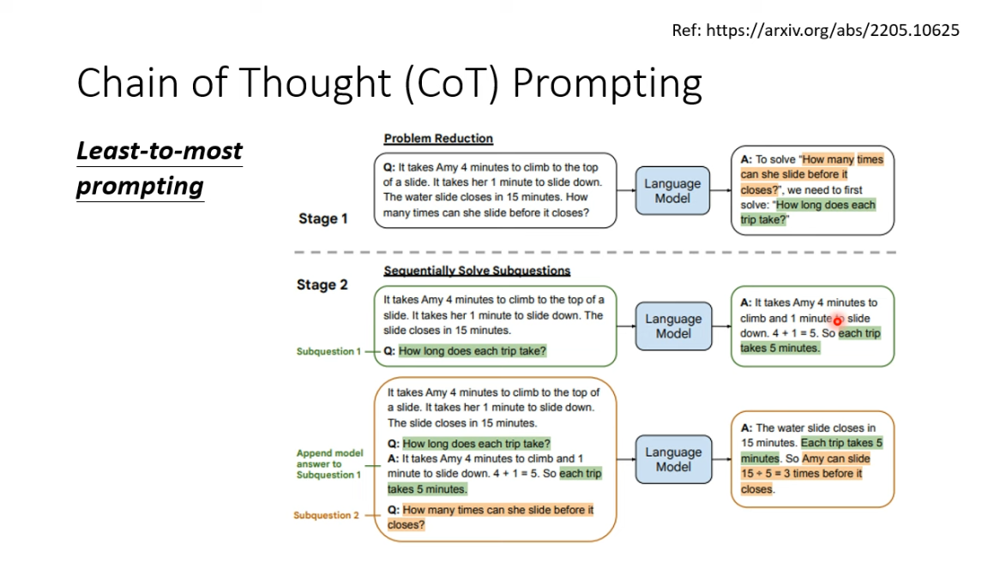 Ref: https://arxiv.org/abs/2205.10625
Chain of Thought (CoT) Prompting
Least-to-most
prompting
Problem Reduction
Stage 1
Q: It takes Amy 4 minutes to climb to the top
of a slide. It takes her 1 minute to slide down.
The water slide closes in 15 minutes. How
many times can she slide before it closes?
Language
Model
A: To solve “How many times
can she slide before it
closes?”, we need to first
solve: “How long does each
trip take?”
Stage 2
Sequentially Solve Subquestions
It takes Amy 4 minutes to climb to the top of a
slide. It takes her 1 minute to slide down. The
slide closes in 15 minutes.
Subquestion 1
Q: How long does each trip take?
Language
Model
A: It takes Amy 4 minutes to
climb and 1 minute to slide
down. 4 + 1 = 5. So each trip
takes 5 minutes.
It takes Amy 4 minutes to climb to the top of
a slide. It takes her 1 minute to slide down.
The slide closes in 15 minutes.
Q: How long does each trip take?
Append model
answer to
Subquestion 1
A: It takes Amy 4 minutes to climb and 1
minute to slide down. 4 + 1 = 5. So each trip
takes 5 minutes.
Subquestion 2
Q: How many times can she slide before it
closes?
Language
Model
A: The water slide closes in
15 minutes. Each trip takes 5
minutes. So Amy can slide
15 ÷ 5 = 3 times before it
closes.